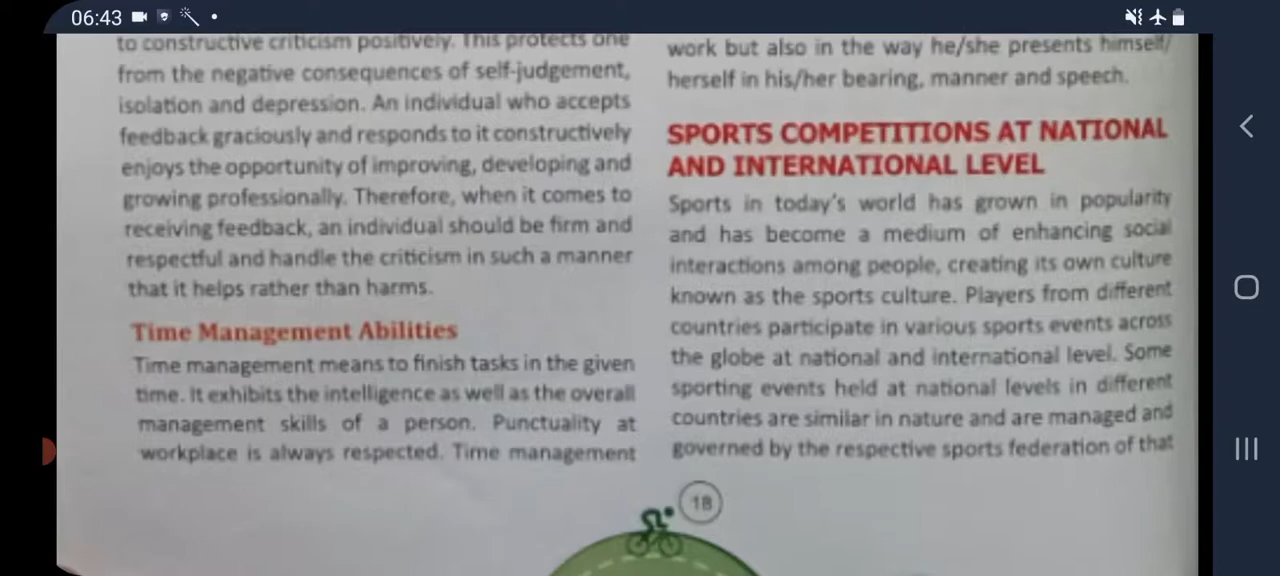 06:43
to constructive criticism positively. This protects one
from the negative consequences of self-judgement,
isolation and depression. An individual who accepts
feedback graciously and responds to it constructively
enjoys the opportunity of improving, developing and
growing professionally. Therefore, when it comes to
receiving feedback, an individual should be firm and
respectful and handle the criticism in such a manner
that it helps rather than harms.
Time Management Abilities
Time management means to finish tasks in the given
time. It exhibits the intelligence as well as the overall
management skills of a person. Punctuality at
workplace is always respected. Time management
work but also in the way he/she presents himself/
herself in his/her bearing, manner and speech.
SPORTS COMPETITIONS AT NATIONAL
AND INTERNATIONAL LEVEL
Sports in today's world has grown in popularity
and has become a medium of enhancing social
interactions among people, creating its own culture
known as the sports culture. Players from different
countries participate in various sports events across
the globe at national and international level. Some
sporting events held at national levels in different
countries are similar in nature and are managed and
governed by the respective sports federation of that
18